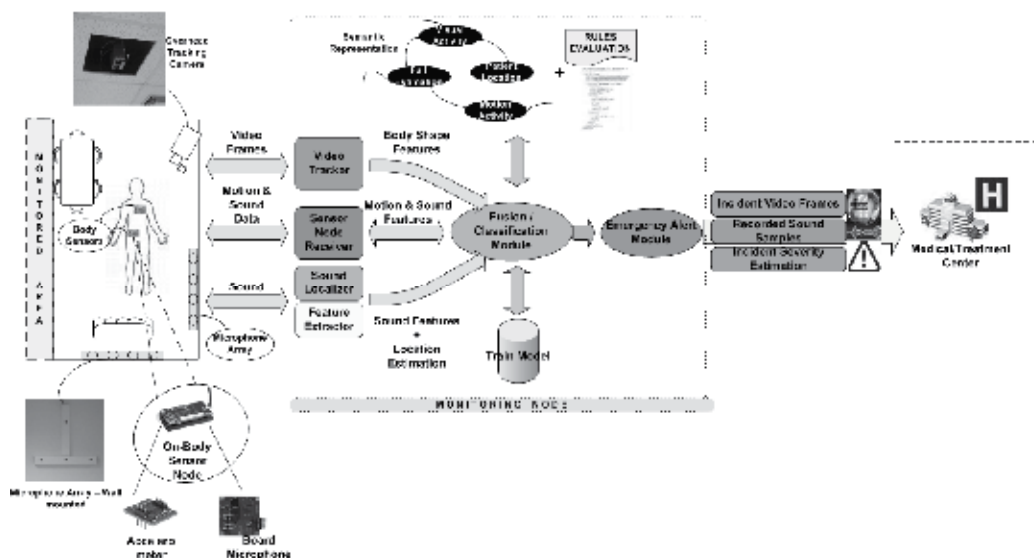 Overhead
Tracking
Camera
MONITORED AREA
Body
Sensors
Microphone
Array
Microphone Array – Wall
mounted
On-Body
Sensor
Node
Board
Microphone
Video
Frames
Motion &
Sound
Data
Sound
Video
Tracker
Sensor
Node
Receiver
Sound
Localizer
Feature
Extractor
Body Shape
Features
Motion & Sound
Features
Sound Features
+
Location
Estimation
Semantic
Representation
Visual
Activity
Patient
Location
Motion
Activity
+
RULES
EVALUATION
Fusion /
Classification
Module
Train Model
MONITORING NODE
Emergency Alert
Module
Incident Video Frames
Recorded Sound
Samples
Incident Severity
Estimation
H
Medical/Treatment
Center